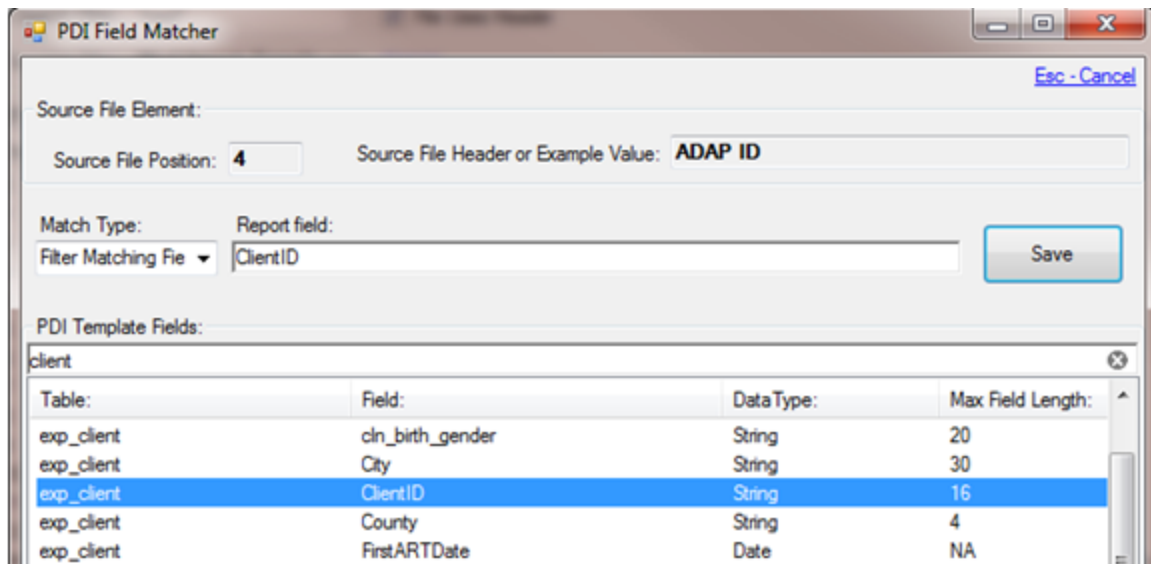 PDI Field Matcher
Esc - Cancel
Source File Element:
Source File Position: 4 Source File Header or Example Value: ADAP ID
Match Type: Report field:
Filter Matching Fie ClientID Save
PDI Template Fields:
client
Table: Field: DataType: Max Field Length:
exp_client cln_birth_gender String 20
exp_client City String 30
exp_client ClientID String 16
exp_client County String 4
exp_client FirstARTDate Date NA